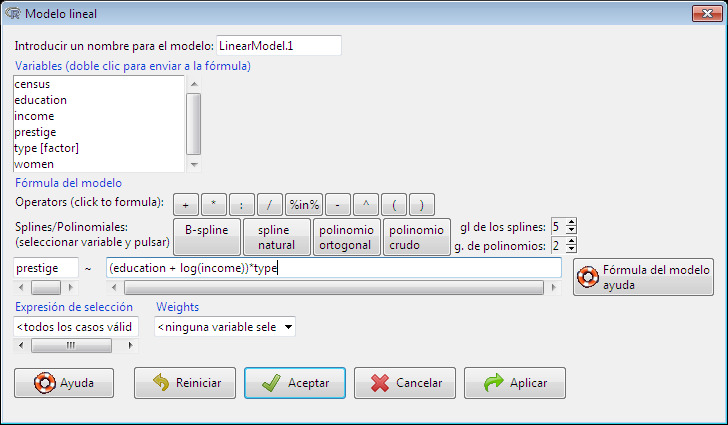 Modelo lineal
Introducir un nombre para el modelo: LinearModel.1
Variables (doble clic para enviar a la fórmula)
census
education
income
prestige
type [factor]
women
Fórmula del modelo
Operators (click to formula): + * : / %in% - ^ ( )
Splines/Polinomiales:
(seleccionar variable y pulsar)
B-spline
spline
natural
polinomio
ortogonal
polinomio
crudo
gl de los splines: 5
g. de polinomios: 2
prestige ~ (education + log(income))*type
Fórmula del modelo
ayuda
Expresión de selección
Weights
<todos los casos válid
<ninguna variable sele
Ayuda
Reiniciar
Aceptar
Cancelar
Aplicar